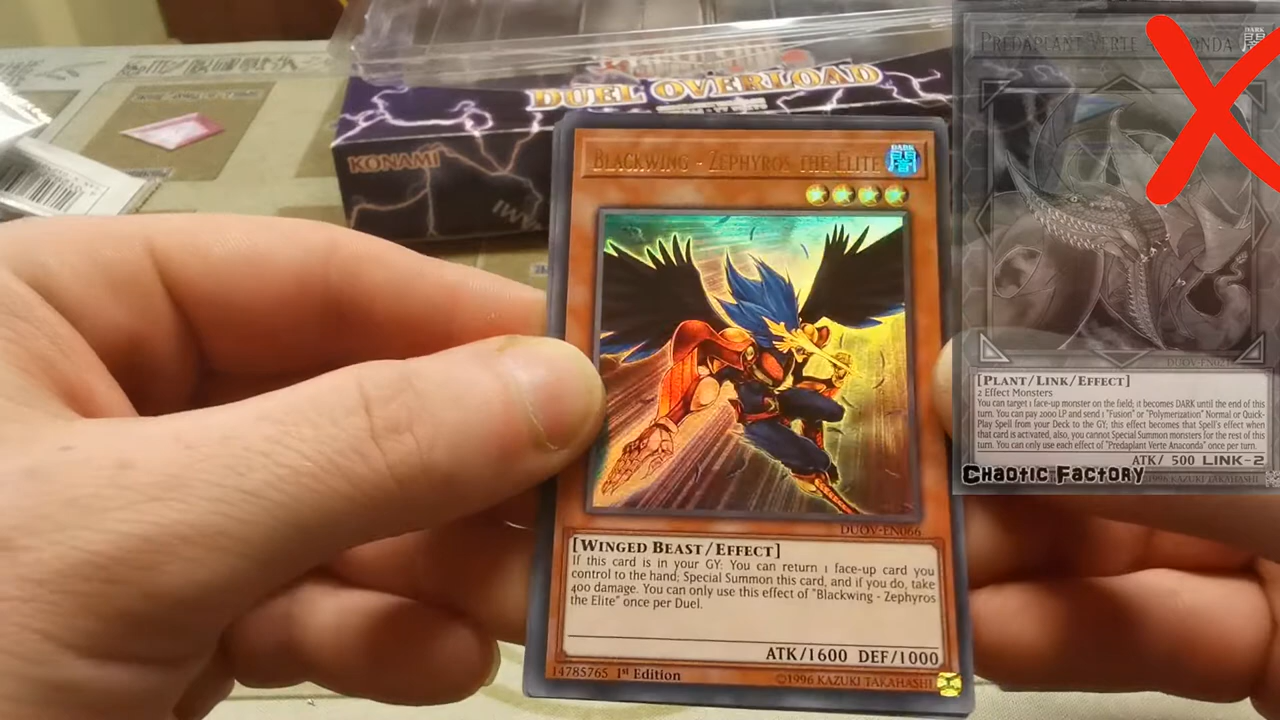 DUEL OVERLOAD
KONAMI
BLACKWING - ZEPHYROS THE ELITE
DARK
闇
DUOV-EN066
[WINGED BEAST/EFFECT]
If this card is in your GY: You can return 1 face-up card you
control to the hand; Special Summon this card, and if you do, take
400 damage. You can only use this effect of "Blackwing - Zephyros
the Elite" once per Duel.
ATK/1600 DEF/1000
14785765 1st Edition
©1996 KAZUKI TAKAHASHI
PREDAPLANT VERTE
DARK
闇
[PLANT/LINK/EFFECT]
2 Effect Monsters
You can target 1 face-up monster on the field; it becomes DARK until the end of this
turn. You can pay 2000 LP and send 1 "Fusion" or "Polymerization" Normal or Quick-
Play Spell from your Deck to the GY; this effect becomes that Spell's effect when
that card is activated, also, you cannot Special Summon monsters for the rest of this
turn. You can only use each effect of "Predaplant Verte Anaconda" once per turn.
ATK/ 500 LINK-2
CHAOTIC FACTORY
1996 KAZUKI TAKAHASHI